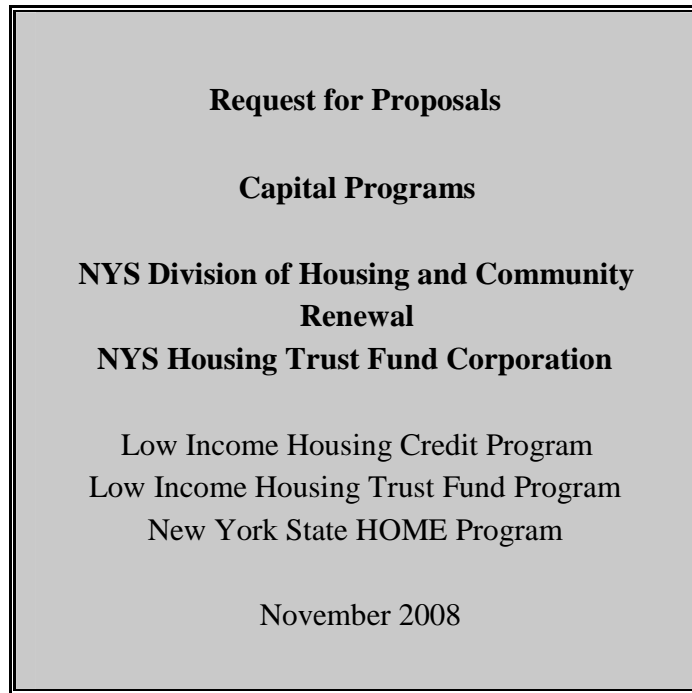 Request for Proposals
Capital Programs
NYS Division of Housing and Community
Renewal
NYS Housing Trust Fund Corporation
Low Income Housing Credit Program
Low Income Housing Trust Fund Program
New York State HOME Program
November 2008